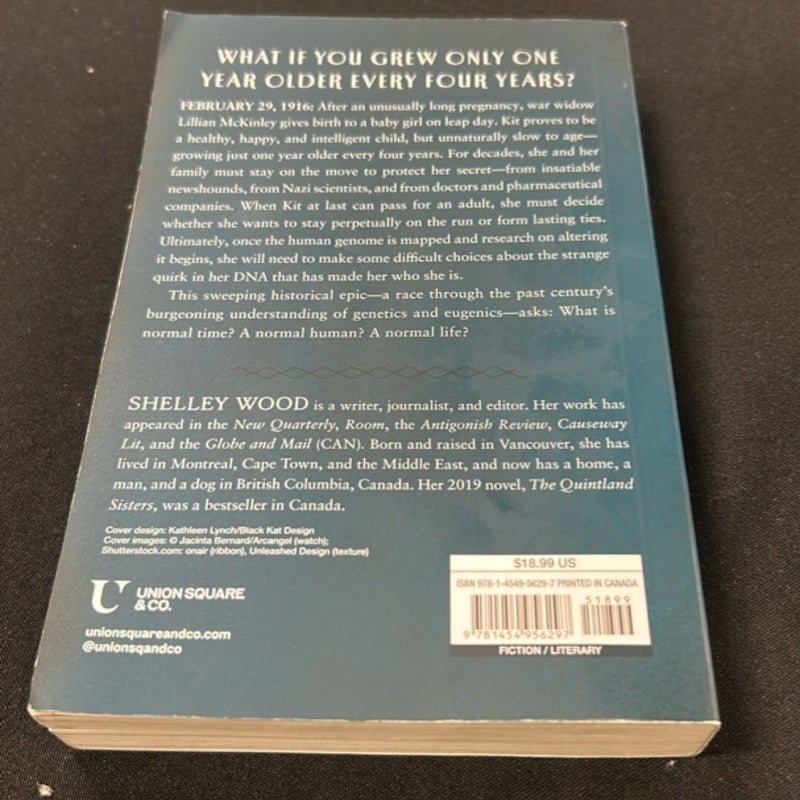 WHAT IF YOU GREW ONLY ONE
YEAR OLDER EVERY FOUR YEARS?
FEBRUARY 29, 1916: After an unusually long pregnancy, war widow
Lillian McKinley gives birth to a baby girl on leap day. Kit proves to be
a healthy, happy, and intelligent child, but unnaturally slow to age—
growing just one year older every four years. For decades, she and her
family must stay on the move to protect her secret—from insatiable
newshounds, from Nazi scientists, and from doctors and pharmaceutical
companies. When Kit at last can pass for an adult, she must decide
whether she wants to stay perpetually on the run or form lasting ties.
Ultimately, once the human genome is mapped and research on altering
it begins, she will need to make some difficult choices about the strange
quirk in her DNA that has made her who she is.
This sweeping historical epic—a race through the past century's
burgeoning understanding of genetics and eugenics—asks: What is
normal time? A normal human? A normal life?
SHELLEY WOOD is a writer, journalist, and editor. Her work has
appeared in the New Quarterly, Room, the Antigonish Review, Causeway
Lit, and the Globe and Mail (CAN). Born and raised in Vancouver, she has
lived in Montreal, Cape Town, and the Middle East, and now has a home, a
man, and a dog in British Columbia, Canada. Her 2019 novel, The Quintland
Sisters, was a bestseller in Canada.
Cover design: Kathleen Lynch/Black Kat Design
Cover images: © Jacinta Bernard/Arcangel (watch);
Shutterstock.com: onair (ribbon), Unleashed Design (texture)
U UNION SQUARE
& CO.
unionsquareandco.com
@unionsqandco
$18.99 US
ISBN 978-1-4549-5629-7 PRINTED IN CANADA
51899
9 781454 956297
FICTION / LITERARY